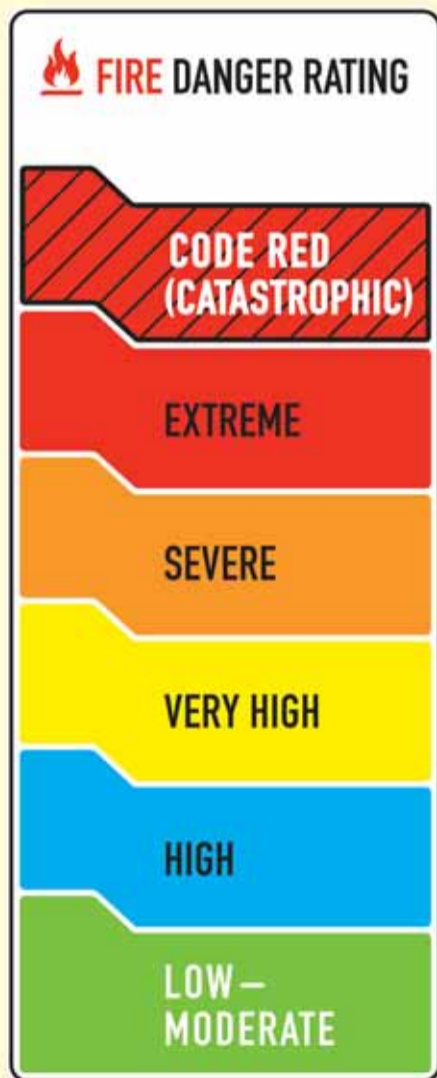 FIRE DANGER RATING
CODE RED
(CATASTROPHIC)
EXTREME
SEVERE
VERY HIGH
HIGH
LOW –
MODERATE